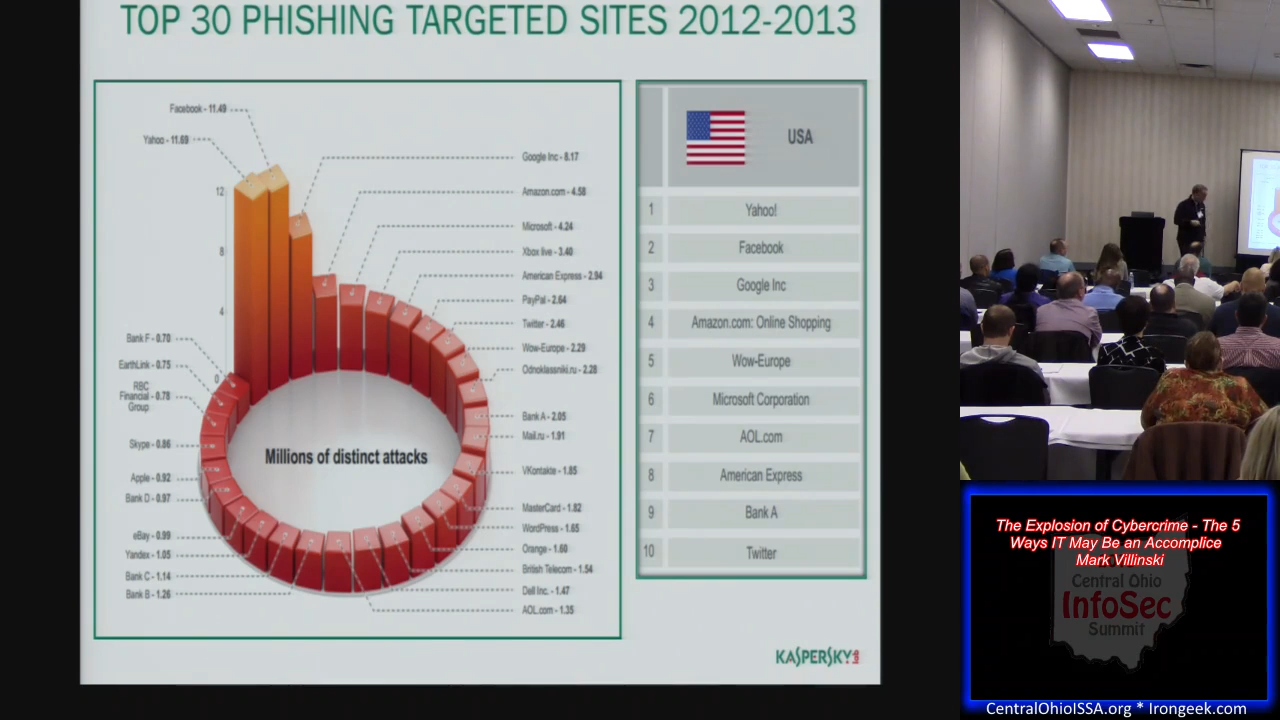 TOP 30 PHISHING TARGETED SITES 2012-2013
Facebook - 11.49
Yahoo - 11.69
Google Inc - 8.17
Amazon.com - 4.58
Microsoft - 4.24
Xbox live - 3.40
American Express - 2.94
PayPal - 2.64
Twitter - 2.46
Wow-Europe - 2.29
Odnoklassniki.ru - 2.28
Bank A - 2.05
Mail.ru - 1.91
VKontakte - 1.85
MasterCard - 1.82
WordPress - 1.65
Orange - 1.60
British Telecom - 1.54
Dell Inc. - 1.47
AOL.com - 1.35
12
8
4
0
Bank F - 0.70
EarthLink - 0.75
RBC
Financial - 0.78
Group
Skype - 0.86
Apple - 0.92
Bank D - 0.97
eBay - 0.99
Yandex - 1.05
Bank C - 1.14
Bank B - 1.26
Millions of distinct attacks
USA
1 Yahoo!
2 Facebook
3 Google Inc
4 Amazon.com: Online Shopping
5 Wow-Europe
6 Microsoft Corporation
7 AOL.com
8 American Express
9 Bank A
10 Twitter
KASPERSKY lab
The Explosion of Cybercrime - The 5
Ways IT May Be an Accomplice
Mark Villinski
Central Ohio
InfoSec
Summit
CentralOhioISSA.org * Irongeek.com